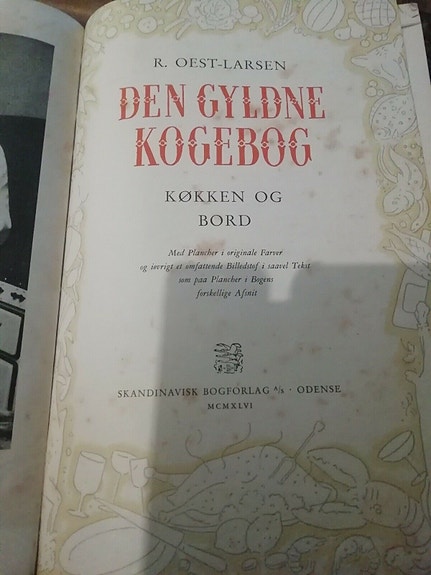 R. OEST-LARSEN
DEN GYLDNE
KOGEBOG
KØKKEN OG
BORD
Med Plancher i originale Farver
og iøvrigt et omfattende Billedstof i saavel Tekst
som paa Plancher i Bogens
forskellige Afsnit
SKANDINAVISK BOGFORLAG A/S · ODENSE
MCMXLVI